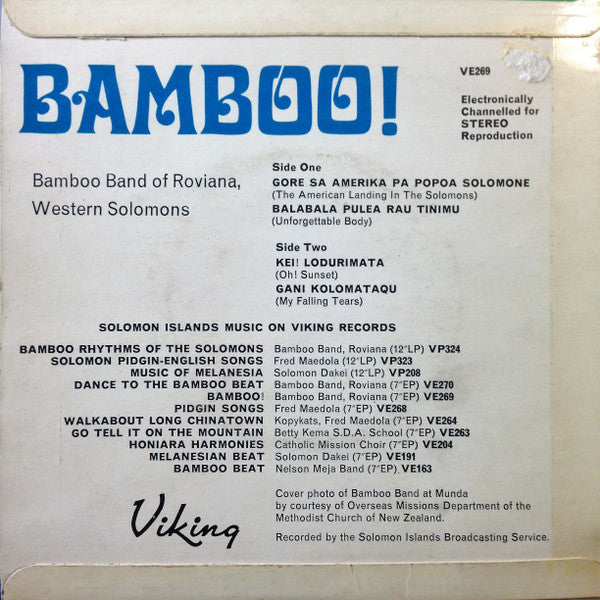 BAMBOO!
VE269
Electronically
Channelled for
STEREO
Reproduction
Bamboo Band of Roviana,
Western Solomons
Side One
GORE SA AMERIKA PA POPOA SOLOMONE
(The American Landing In The Solomons)
BALABALA PULEA RAU TINIMU
(Unforgettable Body)
Side Two
KEI! LODURIMATA
(Oh! Sunset)
GANI KOLOMATAQU
(My Falling Tears)
SOLOMON ISLANDS MUSIC ON VIKING RECORDS
BAMBOO RHYTHMS OF THE SOLOMONS Bamboo Band, Roviana (12"LP) VP324
SOLOMON PIDGIN-ENGLISH SONGS Fred Maedola (12"LP) VP323
MUSIC OF MELANESIA Solomon Dakei (12"LP) VP208
DANCE TO THE BAMBOO BEAT Bamboo Band, Roviana (7"EP) VE270
BAMBOO! Bamboo Band, Roviana (7"EP) VE269
PIDGIN SONGS Fred Maedola (7"EP) VE268
WALKABOUT LONG CHINATOWN Kopykats, Fred Maedola (7"EP) VE264
GO TELL IT ON THE MOUNTAIN Betty Kema S.D.A. School (7"EP) VE263
HONIARA HARMONIES Catholic Mission Choir (7"EP) VE204
MELANESIAN BEAT Solomon Dakei (7"EP) VE191
BAMBOO BEAT Nelson Meja Band (7"EP) VE163
Viking
Cover photo of Bamboo Band at Munda
by courtesy of Overseas Missions Department of the
Methodist Church of New Zealand.
Recorded by the Solomon Islands Broadcasting Service.